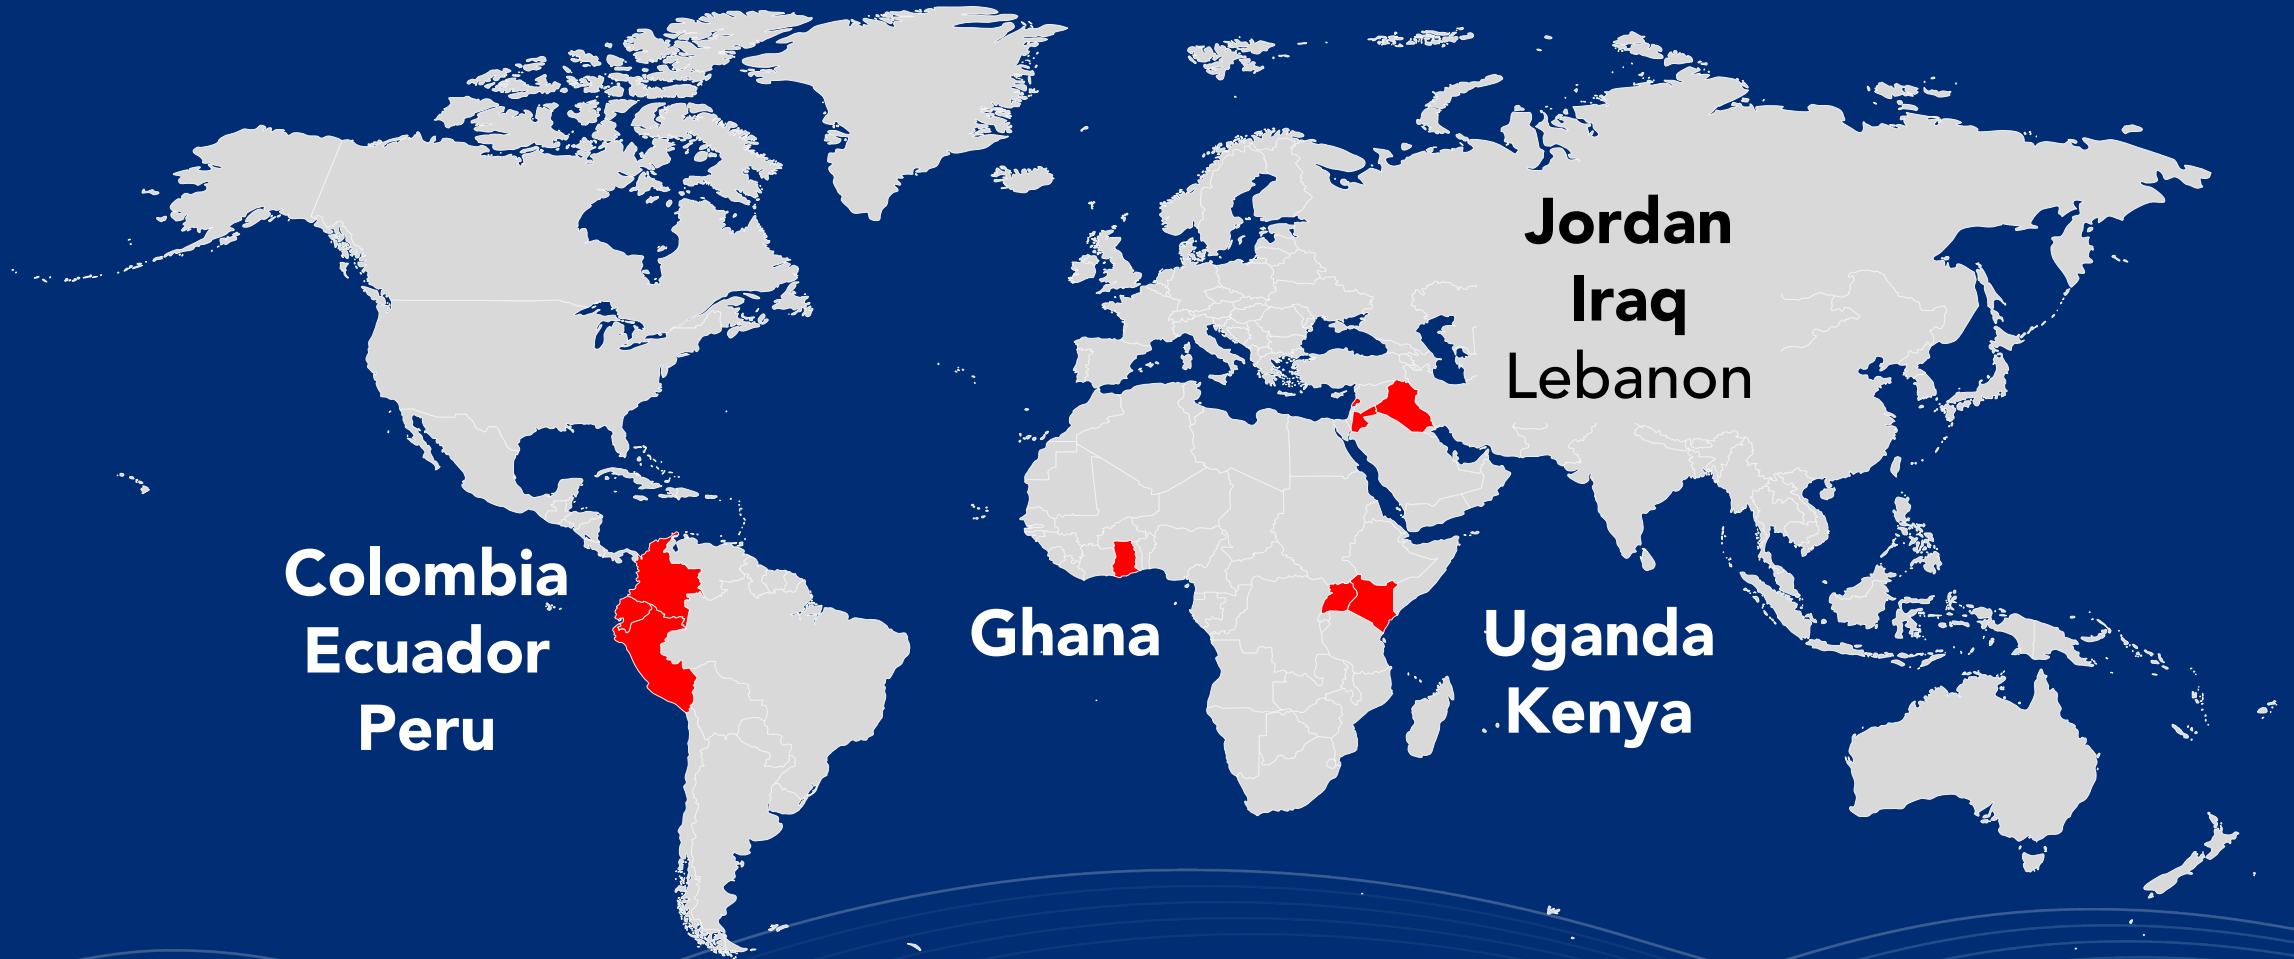 Jordan
Iraq
Lebanon
Colombia
Ecuador
Peru
Ghana
Uganda
Kenya